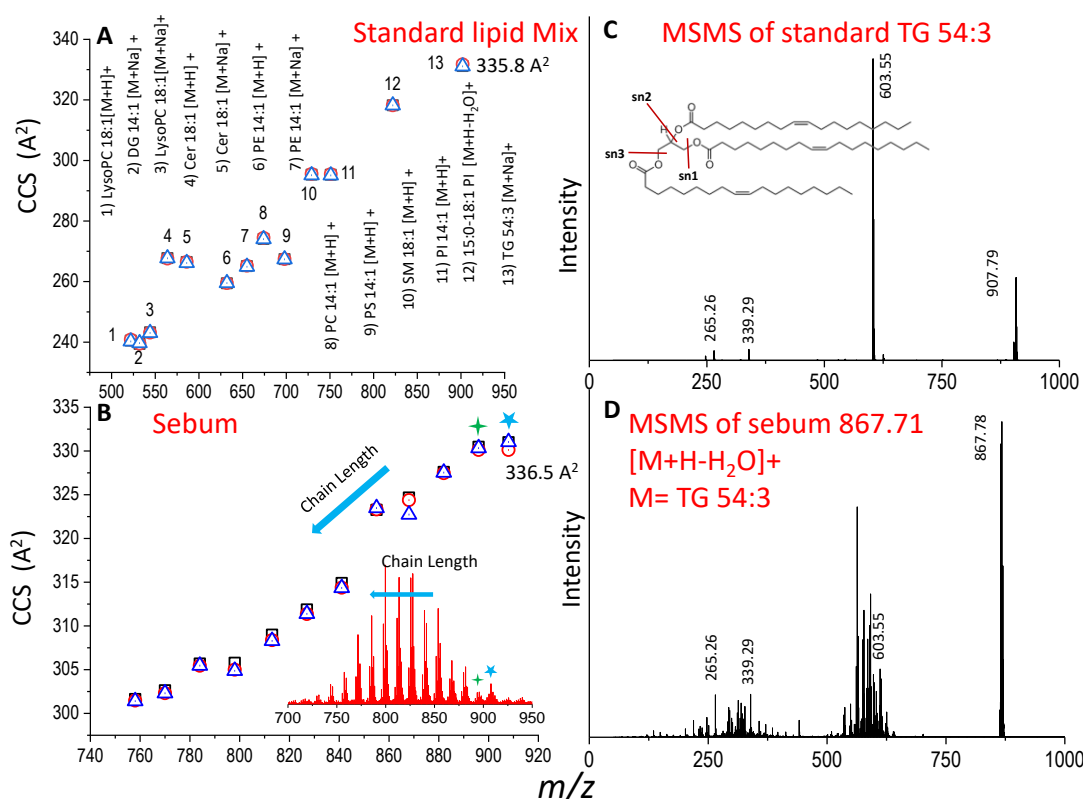 A
Standard lipid Mix
CCS (A²)
340
320
300
280
260
240
500 550 600 650 700 750 800 850 900 950
1) LysoPC 18:1[M+H]+
2) DG 14:1 [M+Na] +
3) LysoPC 18:1[M+Na]+
4) Cer 18:1 [M+H] +
5) Cer 18:1 [M+Na] +
6) PE 14:1 [M+H] +
7) PE 14:1 [M+Na] +
8) PC 14:1 [M+H] +
9) PS 14:1 [M+H] +
10) SM 18:1 [M+H] +
11) PI 14:1 [M+H]+
12) 15:0-18:1 PI [M+H-H₂O]+
13) TG 54:3 [M+Na]+
1
2
3
4
5
6
7
8
9
10
11
12
13
335.8 A²
B
Sebum
CCS (A²)
335
330
325
320
315
310
305
300
740 760 780 800 820 840 860 880 900 920
Chain Length
336.5 A²
Chain Length
700 750 800 850 900 950
m/z
C
MSMS of standard TG 54:3
Intensity
603.55
907.79
265.26
339.29
sn2
sn3
sn1
H
O
O
O
O
O
O
0 250 500 750 1000
D
MSMS of sebum 867.71
[M+H-H₂O]+
M= TG 54:3
Intensity
867.78
603.55
265.26
339.29
0 250 500 750 1000